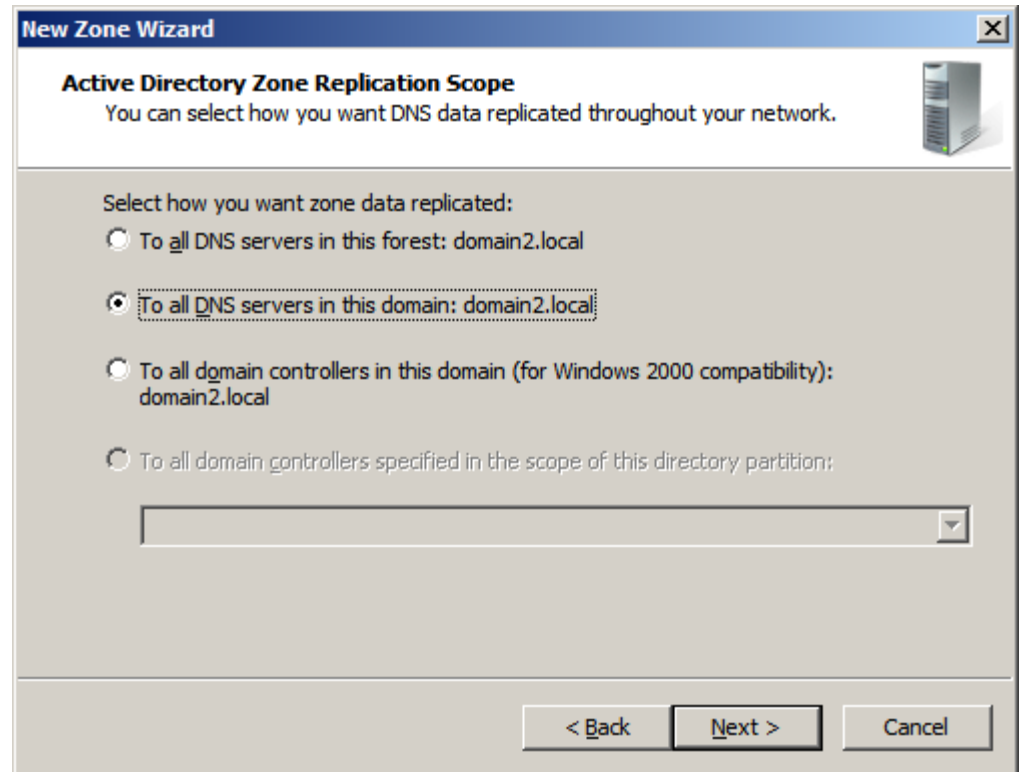 New Zone Wizard
Active Directory Zone Replication Scope
You can select how you want DNS data replicated throughout your network.
Select how you want zone data replicated:
To all DNS servers in this forest: domain2.local
To all DNS servers in this domain: domain2.local
To all domain controllers in this domain (for Windows 2000 compatibility):
domain2.local
To all domain controllers specified in the scope of this directory partition:
< Back
Next >
Cancel